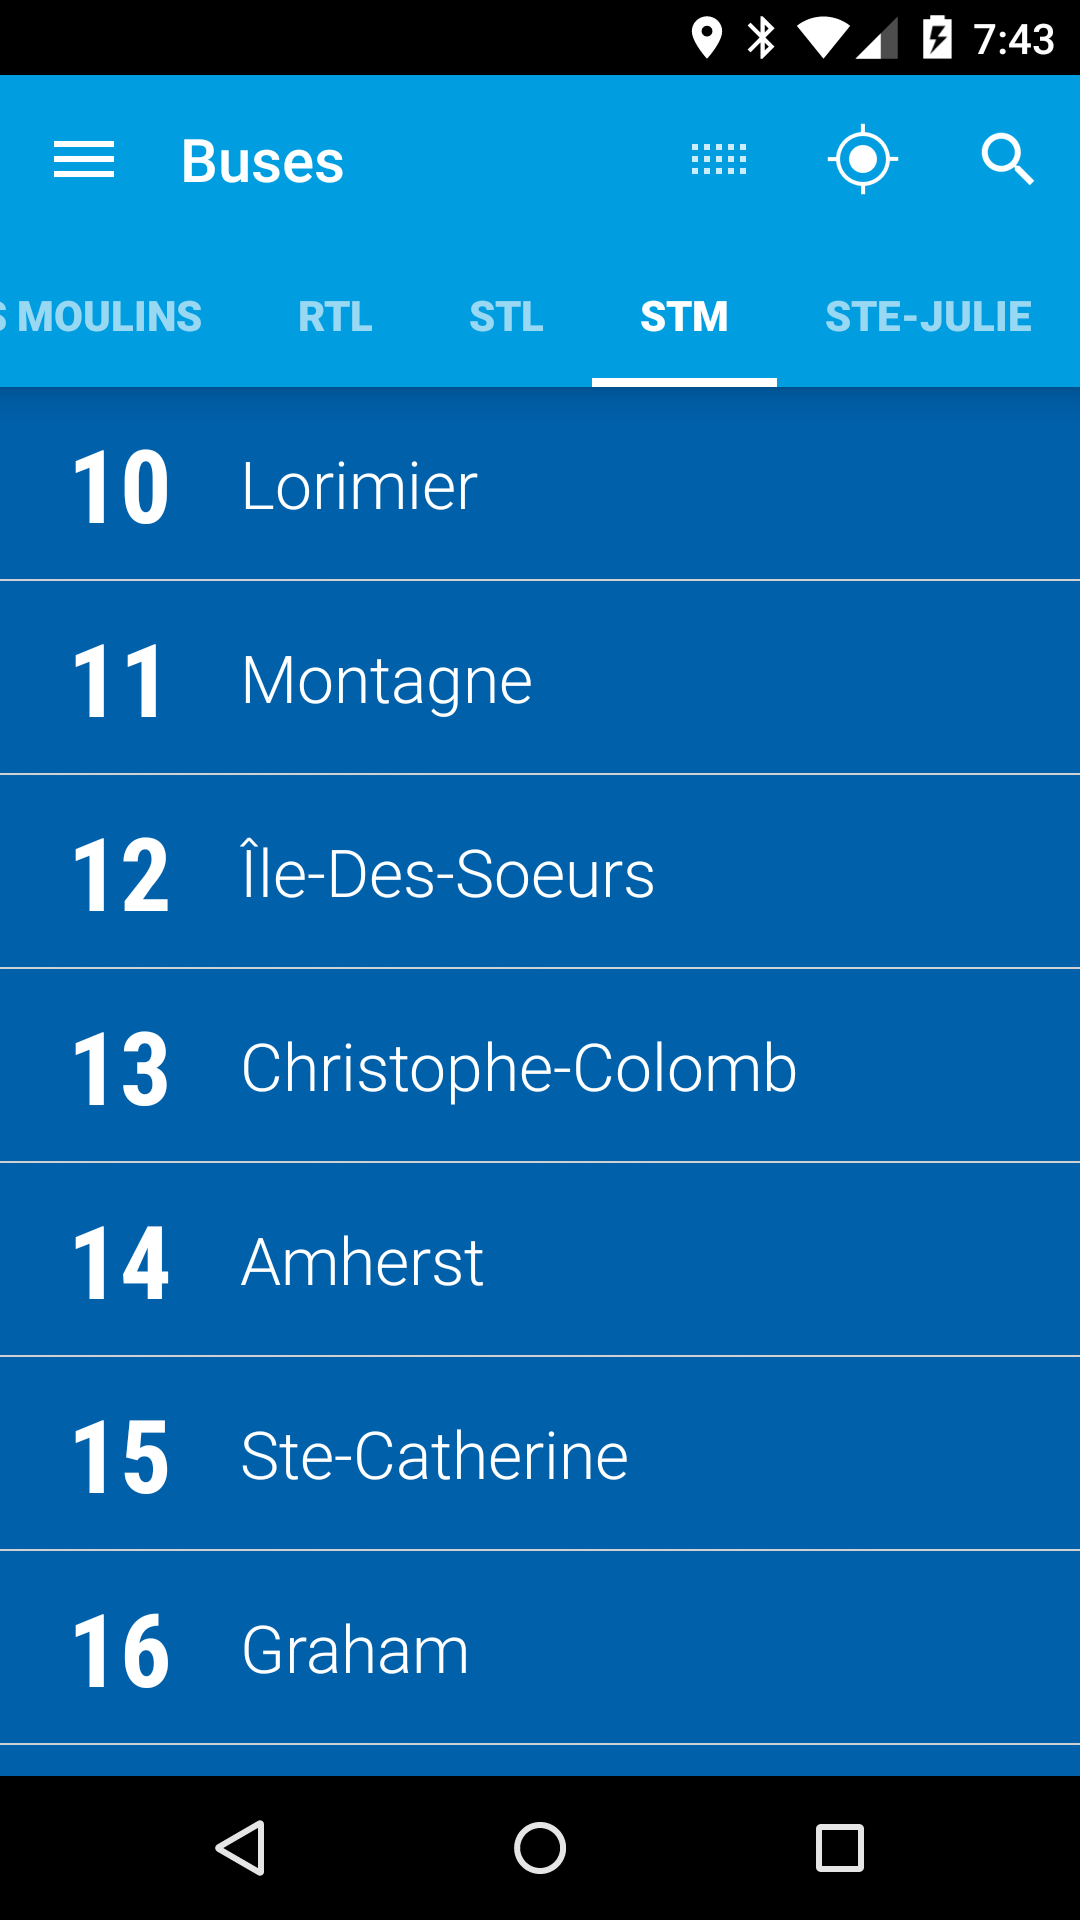 7:43
Buses
MOULINS RTL STL STM STE-JULIE
10 Lorimier
11 Montagne
12 Île-Des-Soeurs
13 Christophe-Colomb
14 Amherst
15 Ste-Catherine
16 Graham